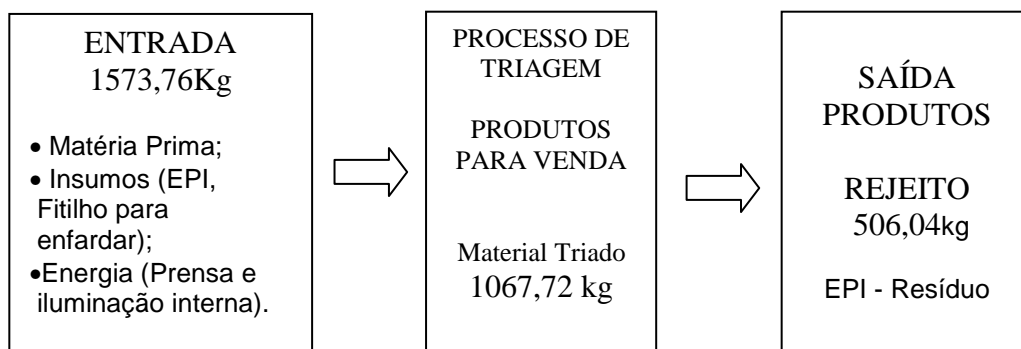 ENTRADA
1573,76Kg
• Matéria Prima;
• Insumos (EPI,
Fitilho para
enfardar);
•Energia (Prensa e
iluminação interna).
PROCESSO DE
TRIAGEM
PRODUTOS
PARA VENDA
Material Triado
1067,72 kg
SAÍDA
PRODUTOS
REJEITO
506,04kg
EPI - Resíduo